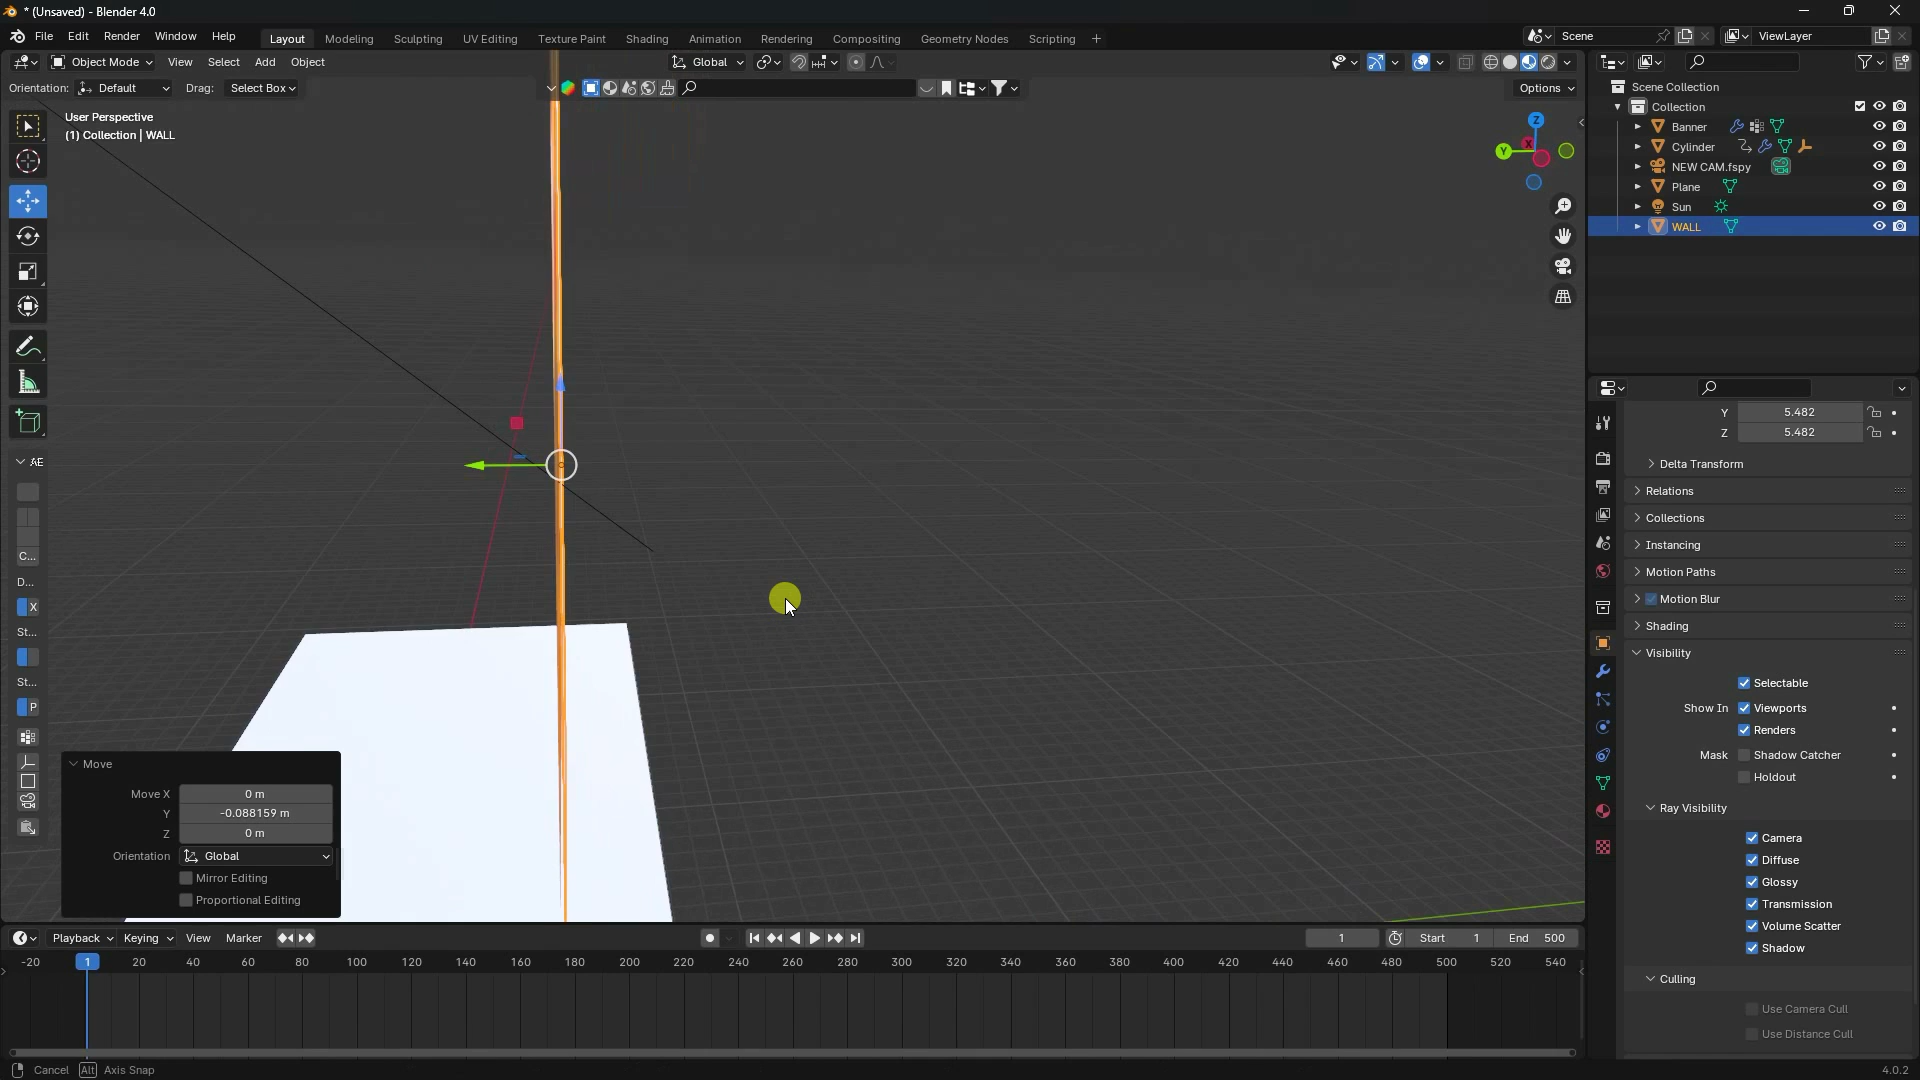 * (Unsaved) - Blender 4.0
File Edit Render Window Help
Layout Modeling Sculpting UV Editing Texture Paint Shading Animation Rendering Compositing Geometry Nodes Scripting +
Scene
ViewLayer
Object Mode View Select Add Object
Global
Orientation: Default Drag: Select Box
Options
User Perspective
(1) Collection | WALL
Z
Y
X
Scene Collection
Collection
Banner
Cylinder
NEW CAM.fspy
Plane
Sun
WALL
AE
C...
D...
X
St...
St...
P
Move
Move X 0 m
Y -0.088159 m
Z 0 m
Orientation Global
Mirror Editing
Proportional Editing
Y 5.482
Z 5.482
Delta Transform
Relations
Collections
Instancing
Motion Paths
Motion Blur
Shading
Visibility
Selectable
Show In Viewports
Renders
Mask Shadow Catcher
Holdout
Ray Visibility
Camera
Diffuse
Glossy
Transmission
Volume Scatter
Shadow
Culling
Use Camera Cull
Use Distance Cull
Playback Keying View Marker
1 Start 1 End 500
-20 1 20 40 60 80 100 120 140 160 180 200 220 240 260 280 300 320 340 360 380 400 420 440 460 480 500 520 540
Cancel Alt Axis Snap
4.0.2